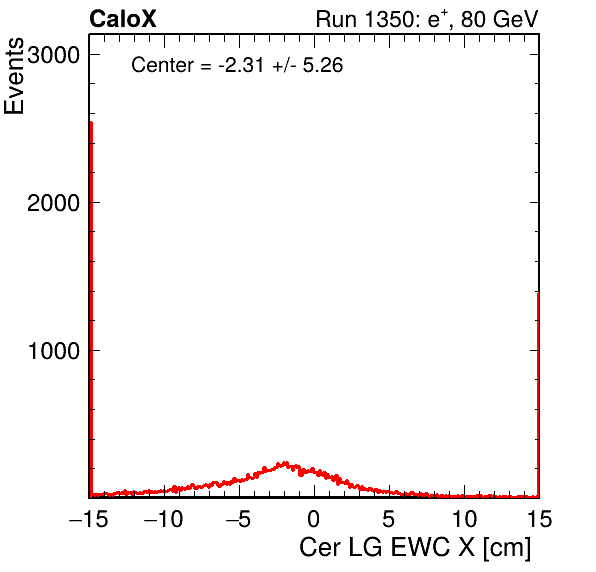 CaloX Run 1350: e⁺, 80 GeV
Center = -2.31 +/- 5.26
Events
3000
2000
1000
−15 −10 −5 0 5 10 15
Cer LG EWC X [cm]